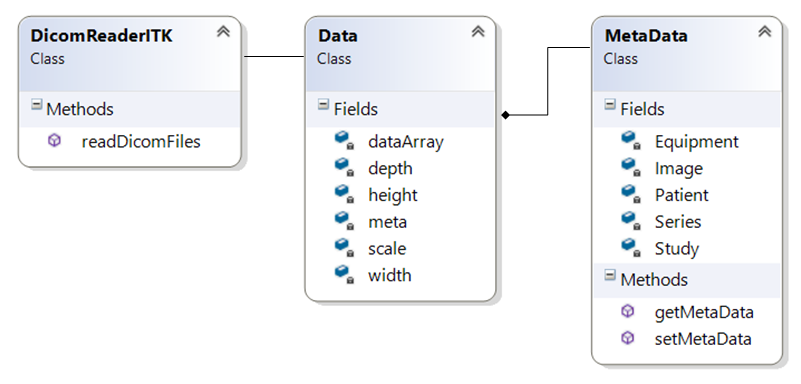 DicomReaderITK
Class
Methods
readDicomFiles
Data
Class
Fields
dataArray
depth
height
meta
scale
width
MetaData
Class
Fields
Equipment
Image
Patient
Series
Study
Methods
getMetaData
setMetaData